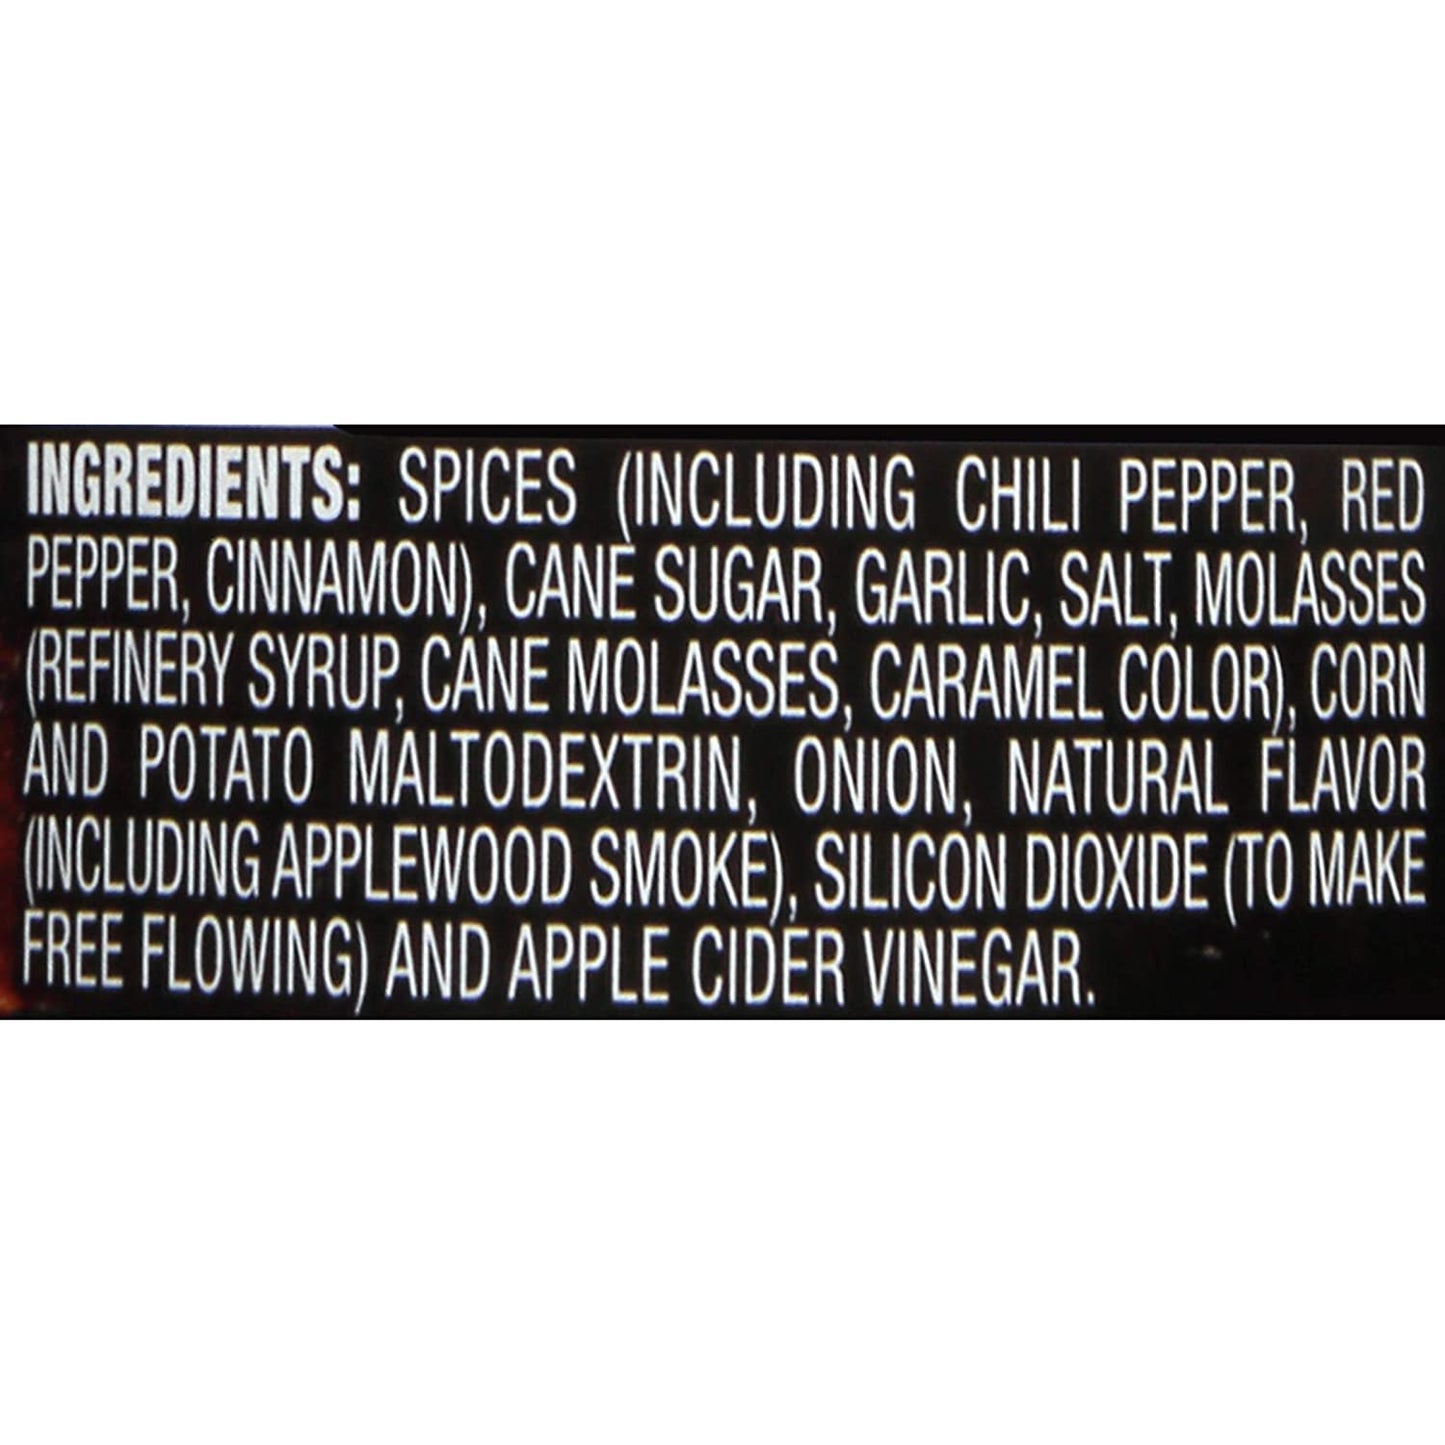 INGREDIENTS: SPICES (INCLUDING CHILI PEPPER, RED
PEPPER, CINNAMON), CANE SUGAR, GARLIC, SALT, MOLASSES
(REFINERY SYRUP, CANE MOLASSES, CARAMEL COLOR), CORN
AND POTATO MALTODEXTRIN, ONION, NATURAL FLAVOR
(INCLUDING APPLEWOOD SMOKE), SILICON DIOXIDE (TO MAKE
FREE FLOWING) AND APPLE CIDER VINEGAR.